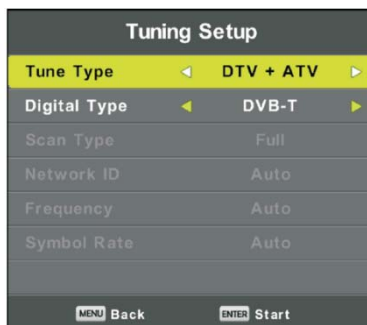 Tuning Setup
Tune Type DTV + ATV
Digital Type DVB-T
Scan Type Full
Network ID Auto
Frequency Auto
Symbol Rate Auto
MENU Back ENTER Start